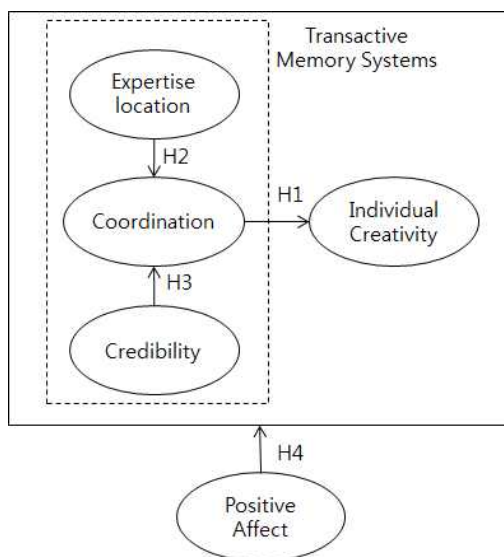 Transactive
Memory Systems
Expertise
location
H2
H1
Coordination
Individual
Creativity
H3
Credibility
H4
Positive
Affect